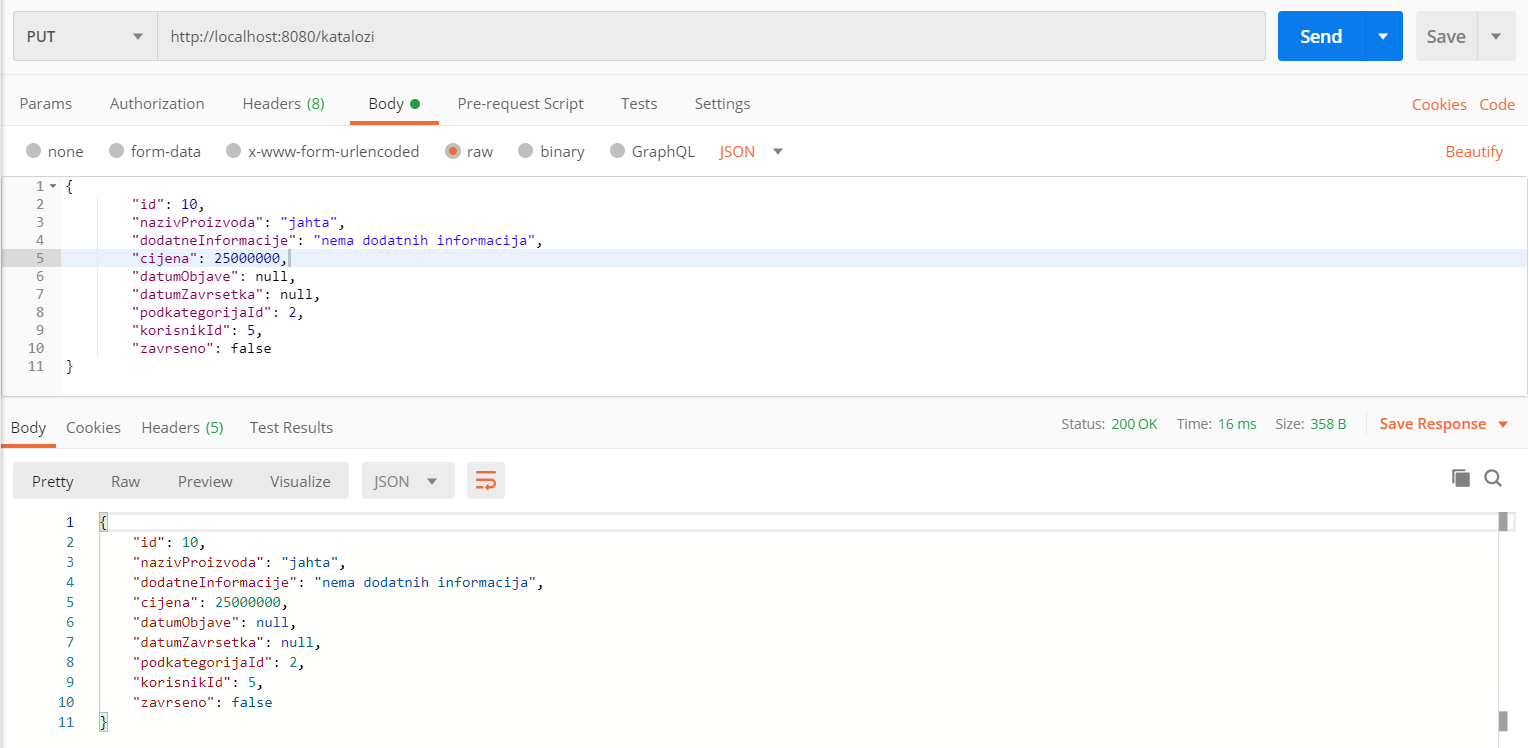 PUT http://localhost:8080/katalozi Send Save
Params Authorization Headers (8) Body Pre-request Script Tests Settings Cookies Code
none form-data x-www-form-urlencoded raw binary GraphQL JSON Beautify
1 {
2 "id": 10,
3 "nazivProizvoda": "jahta",
4 "dodatneInformacije": "nema dodatnih informacija",
5 "cijena": 25000000,
6 "datumObjave": null,
7 "datumZavrsetka": null,
8 "podkategorijaId": 2,
9 "korisnikId": 5,
10 "zavrseno": false
11 }
Body Cookies Headers (5) Test Results Status: 200 OK Time: 16 ms Size: 358 B Save Response
Pretty Raw Preview Visualize JSON
1 {
2 "id": 10,
3 "nazivProizvoda": "jahta",
4 "dodatneInformacije": "nema dodatnih informacija",
5 "cijena": 25000000,
6 "datumObjave": null,
7 "datumZavrsetka": null,
8 "podkategorijaId": 2,
9 "korisnikId": 5,
10 "zavrseno": false
11 }